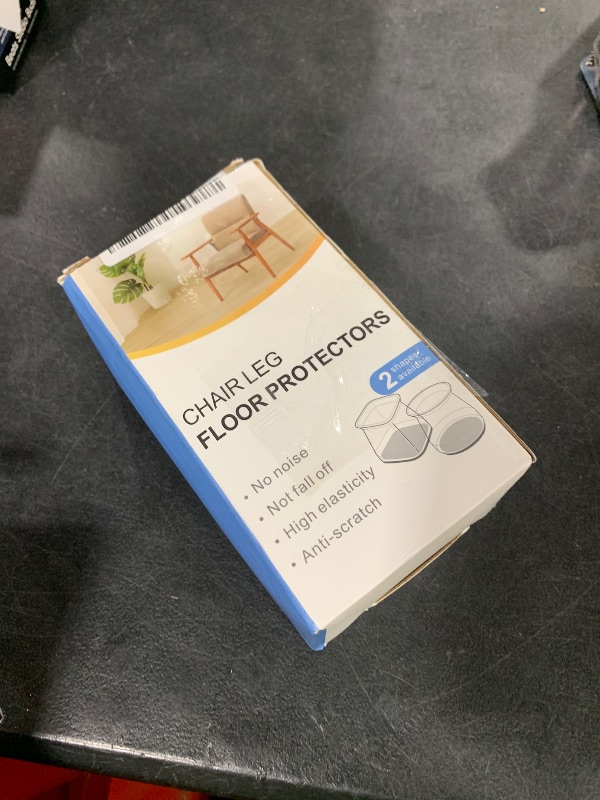 CHAIR LEG
FLOOR PROTECTORS
2 shapes
available
• No noise
• Not fall off
• High elasticity
• Anti-scratch